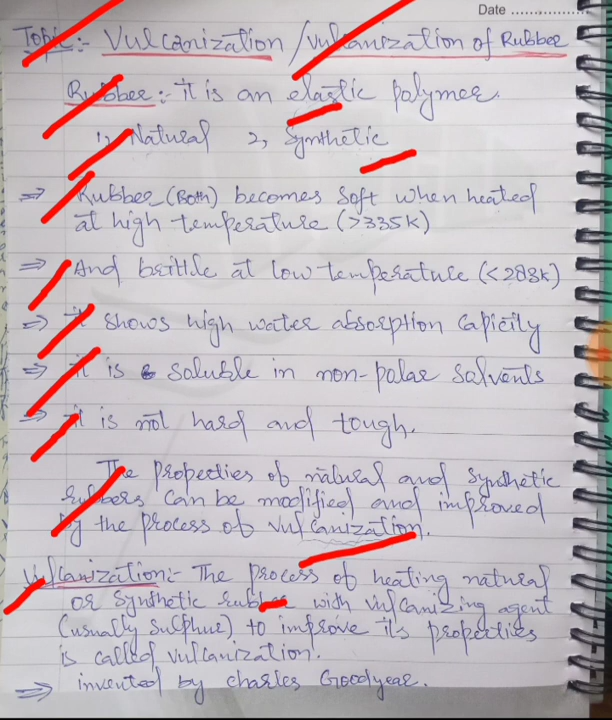 Date ..............
Topic:- Vulcanization / Vulcanization of Rubber
Rubber:- it is an elastic polymer.
1, Natural 2, Synthetic
⇒ Rubber (Both) becomes soft when heated
at high temperature (>335K)
⇒ And brittle at low temperature (<283K)
⇒ it shows high water absorption capicity
⇒ it is soluble in non-polar salvents
⇒ it is not hard and tough.
The properties of natural and synthetic
rubbers can be modified and improved
by the process of vulcanization.
Vulcanization:- The process of heating natural
or synthetic rubber with vulcanizing agent
(usually sulphur) to improve its properties
is called vulcanization.
⇒ invented by charles Goodyear.